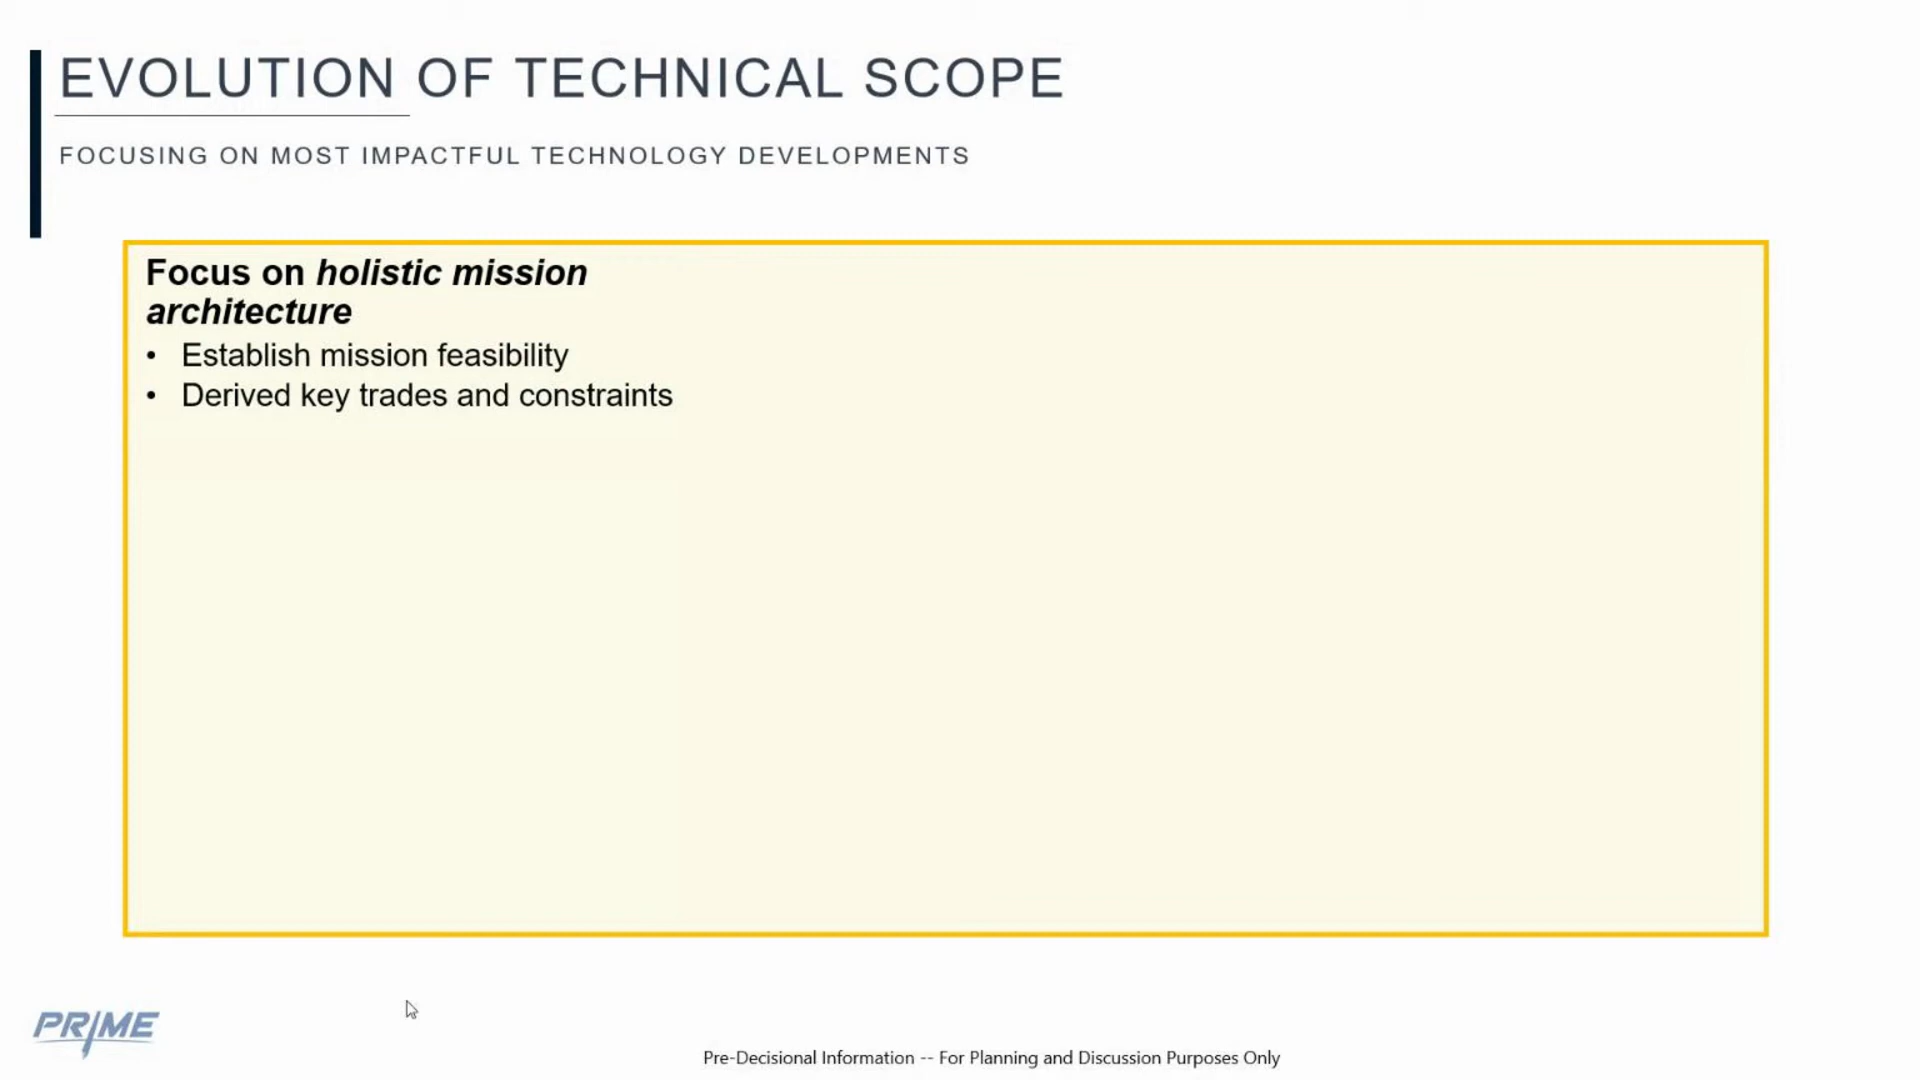 EVOLUTION OF TECHNICAL SCOPE
FOCUSING ON MOST IMPACTFUL TECHNOLOGY DEVELOPMENTS
Focus on holistic mission
architecture
• Establish mission feasibility
• Derived key trades and constraints
PRIME
Pre-Decisional Information -- For Planning and Discussion Purposes Only